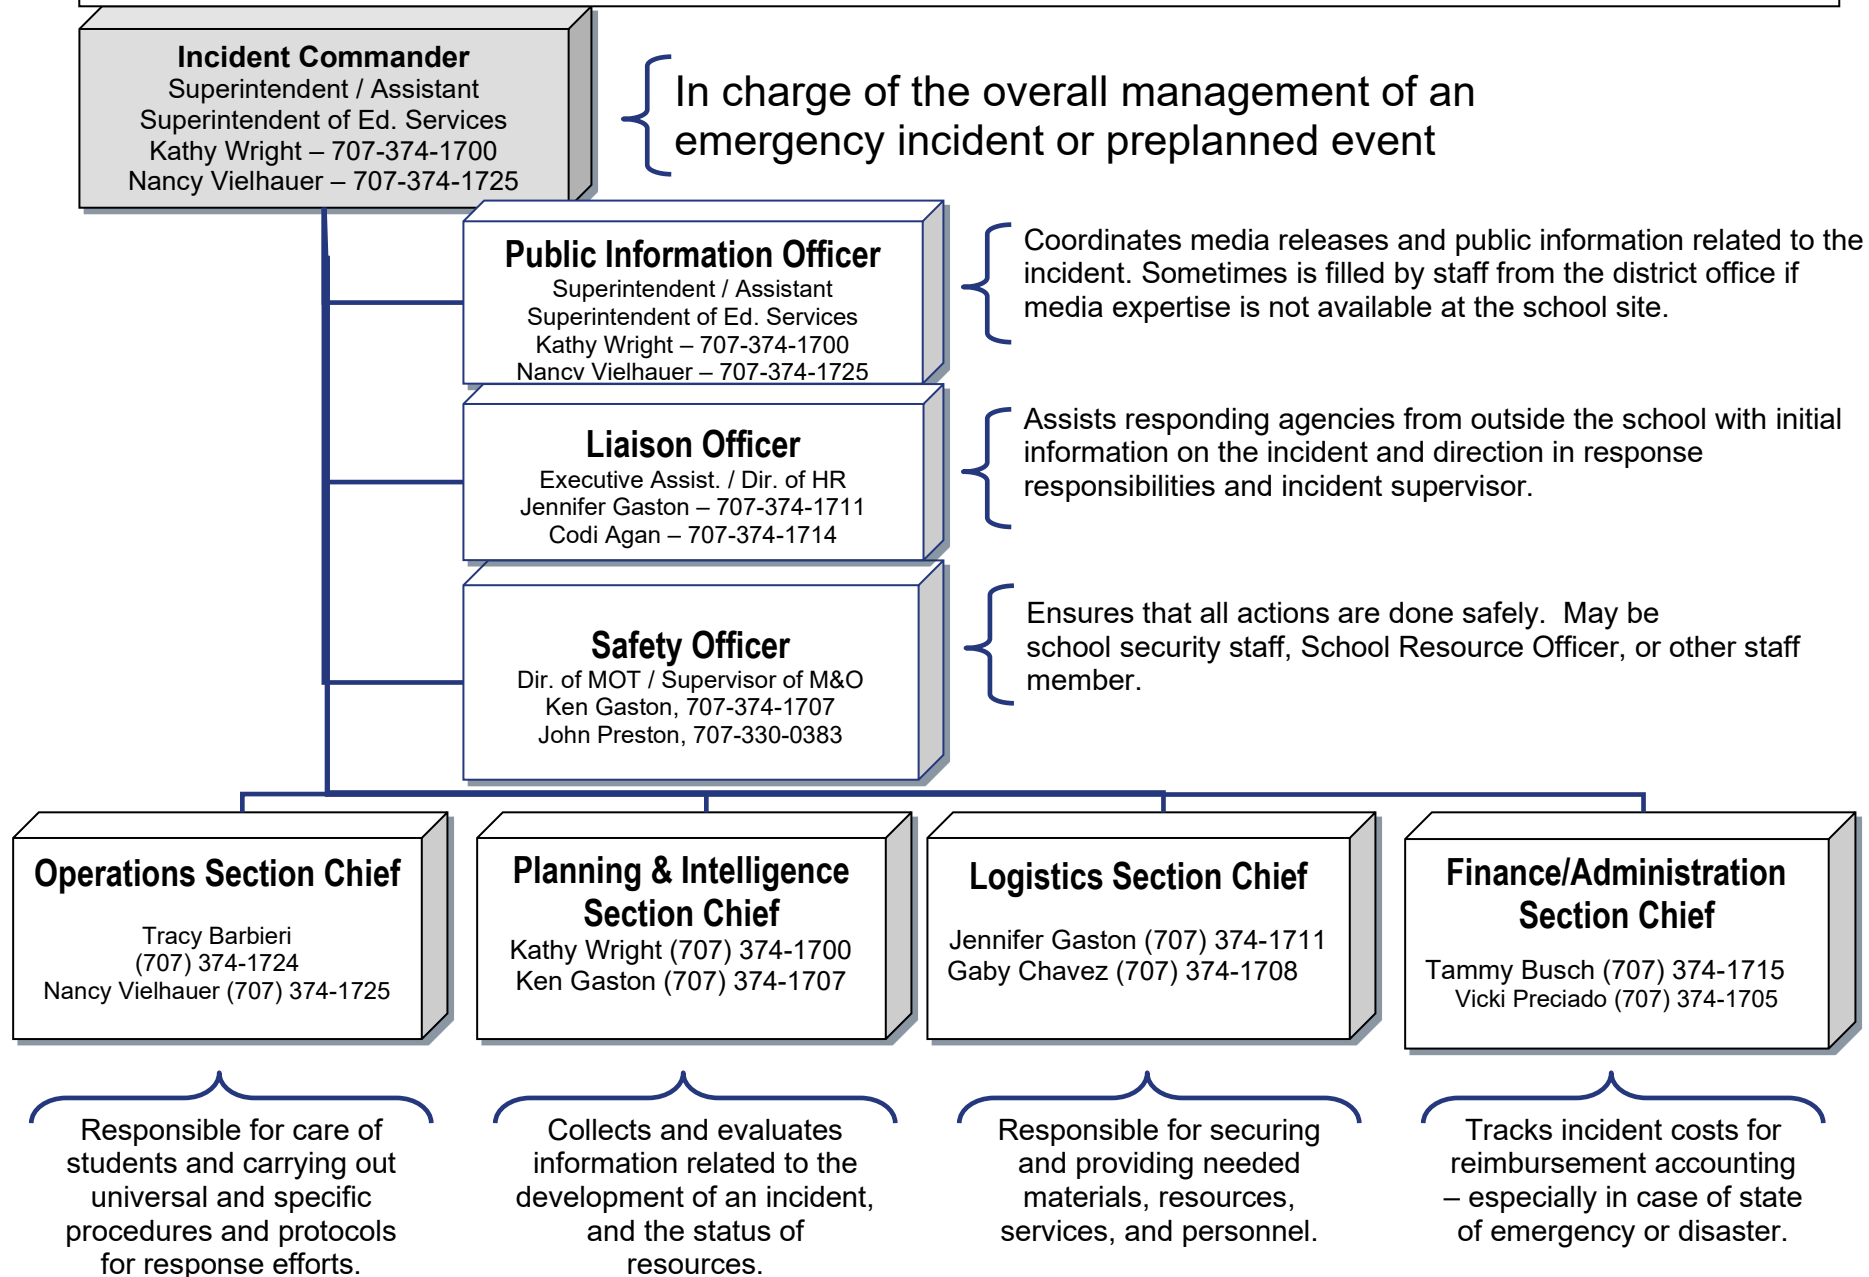 Incident Commander
Superintendent / Assistant
Superintendent of Ed. Services
Kathy Wright – 707-374-1700
Nancy Vielhauer – 707-374-1725
In charge of the overall management of an
emergency incident or preplanned event
Public Information Officer
Superintendent / Assistant
Superintendent of Ed. Services
Kathy Wright – 707-374-1700
Nancy Vielhauer – 707-374-1725
Coordinates media releases and public information related to the
incident. Sometimes is filled by staff from the district office if
media expertise is not available at the school site.
Liaison Officer
Executive Assist. / Dir. of HR
Jennifer Gaston – 707-374-1711
Codi Agan – 707-374-1714
Assists responding agencies from outside the school with initial
information on the incident and direction in response
responsibilities and incident supervisor.
Safety Officer
Dir. of MOT / Supervisor of M&O
Ken Gaston, 707-374-1707
John Preston, 707-330-0383
Ensures that all actions are done safely.  May be
school security staff, School Resource Officer, or other staff
member.
Operations Section Chief
Tracy Barbieri
(707) 374-1724
Nancy Vielhauer (707) 374-1725
Planning & Intelligence
Section Chief
Kathy Wright (707) 374-1700
Ken Gaston (707) 374-1707
Logistics Section Chief
Jennifer Gaston (707) 374-1711
Gaby Chavez (707) 374-1708
Finance/Administration
Section Chief
Tammy Busch (707) 374-1715
Vicki Preciado (707) 374-1705
Responsible for care of
students and carrying out
universal and specific
procedures and protocols
for response efforts.
Collects and evaluates
information related to the
development of an incident,
and the status of
resources.
Responsible for securing
and providing needed
materials, resources,
services, and personnel.
Tracks incident costs for
reimbursement accounting
– especially in case of state
of emergency or disaster.